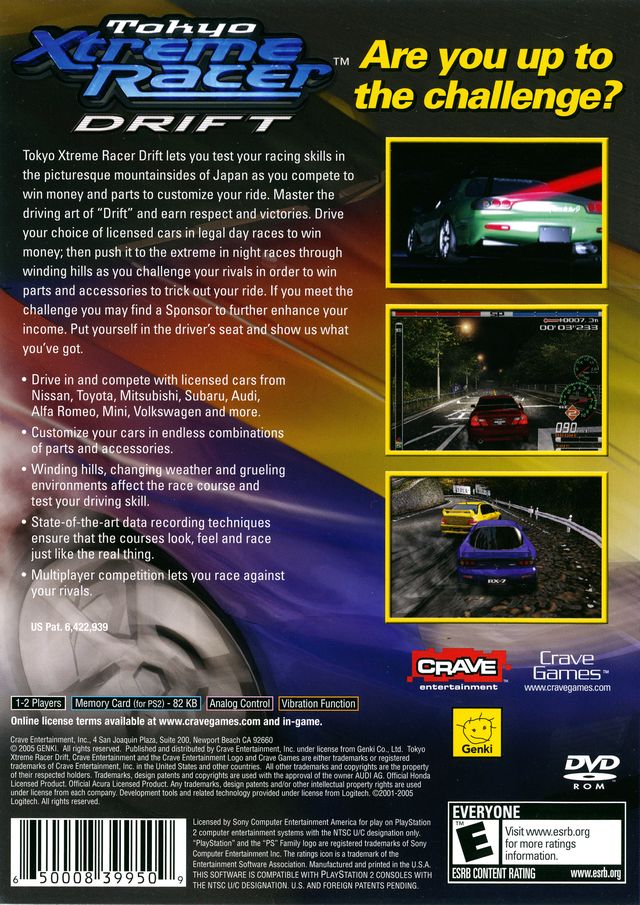 Tokyo
Xtreme
Racer
DRIFT
™
Are you up to
the challenge?
Tokyo Xtreme Racer Drift lets you test your racing skills in
the picturesque mountainsides of Japan as you compete to
win money and parts to customize your ride. Master the
driving art of “Drift” and earn respect and victories. Drive
your choice of licensed cars in legal day races to win
money; then push it to the extreme in night races through
winding hills as you challenge your rivals in order to win
parts and accessories to trick out your ride. If you meet the
challenge you may find a Sponsor to further enhance your
income. Put yourself in the driver’s seat and show us what
you’ve got.
• Drive in and compete with licensed cars from
Nissan, Toyota, Mitsubishi, Subaru, Audi,
Alfa Romeo, Mini, Volkswagen and more.
• Customize your cars in endless combinations
of parts and accessories.
• Winding hills, changing weather and grueling
environments affect the race course and
test your driving skill.
• State-of-the-art data recording techniques
ensure that the courses look, feel and race
just like the real thing.
• Multiplayer competition lets you race against
your rivals.
US Pat. 6,422,939
SP
+0007.3m
00'03"233
090
RX-7
CRAVE
entertainment
Crave
Games™
www.cravegames.com
1-2 Players
Memory Card (for PS2) - 82 KB
Analog Control
Vibration Function
Online license terms available at www.cravegames.com and in-game.
Genki
Crave Entertainment, Inc., 4 San Joaquin Plaza, Suite 200, Newport Beach CA 92660
© 2005 GENKI. All rights reserved. Published and distributed by Crave Entertainment, Inc. under license from Genki Co., Ltd. Tokyo
Xtreme Racer Drift, Crave Entertainment and the Crave Entertainment Logo and Crave Games are either trademarks or registered
trademarks of Crave Entertainment, Inc. in the United States and other countries. All other trademarks and copyrights are the property
of their respected holders. Trademarks, design patents and copyrights are used with the approval of the owner AUDI AG. Official Honda
Licensed Product. Official Acura Licensed Product. Any trademarks, design patents and/or other intellectual property rights are used
under license from each company. Development tools and related technology provided under license from Logitech. ©2001-2005
Logitech. All rights reserved.
DVD
ROM
6 50008 39950 9
Licensed by Sony Computer Entertainment America for play on PlayStation
2 computer entertainment systems with the NTSC U/C designation only.
“PlayStation” and the “PS” Family logo are registered trademarks of Sony
Computer Entertainment Inc. The ratings icon is a trademark of the
Entertainment Software Association. Manufactured and printed in the U.S.A.
THIS SOFTWARE IS COMPATIBLE WITH PLAYSTATION 2 CONSOLES WITH
THE NTSC U/C DESIGNATION. U.S. AND FOREIGN PATENTS PENDING.
EVERYONE
E
Visit www.esrb.org
for more ratings
information.
ESRB CONTENT RATING
www.esrb.org